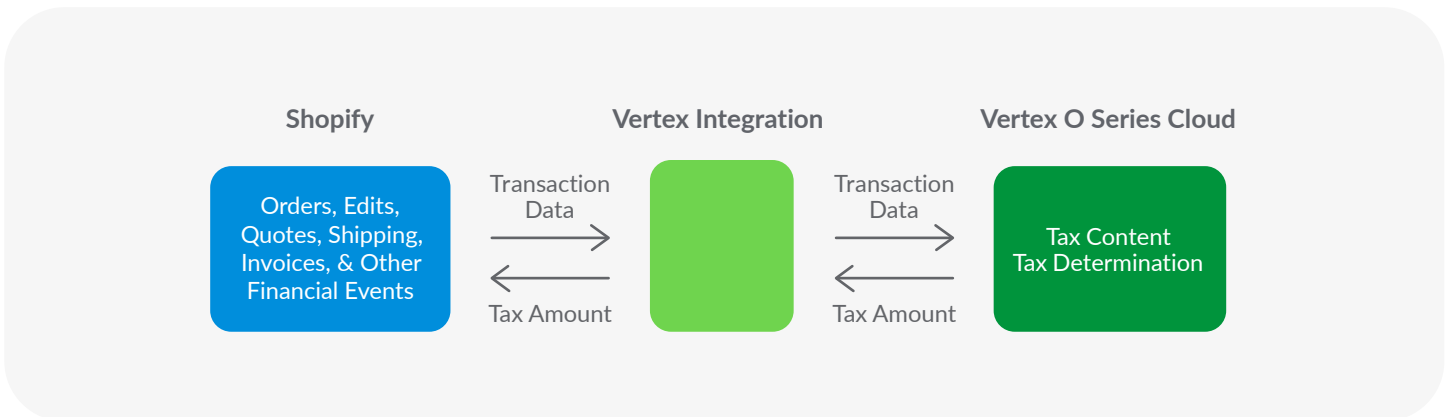 Shopify
Vertex Integration
Vertex O Series Cloud
Orders, Edits,
Quotes, Shipping,
Invoices, & Other
Financial Events
Transaction
Data
Tax Amount
Transaction
Data
Tax Amount
Tax Content
Tax Determination